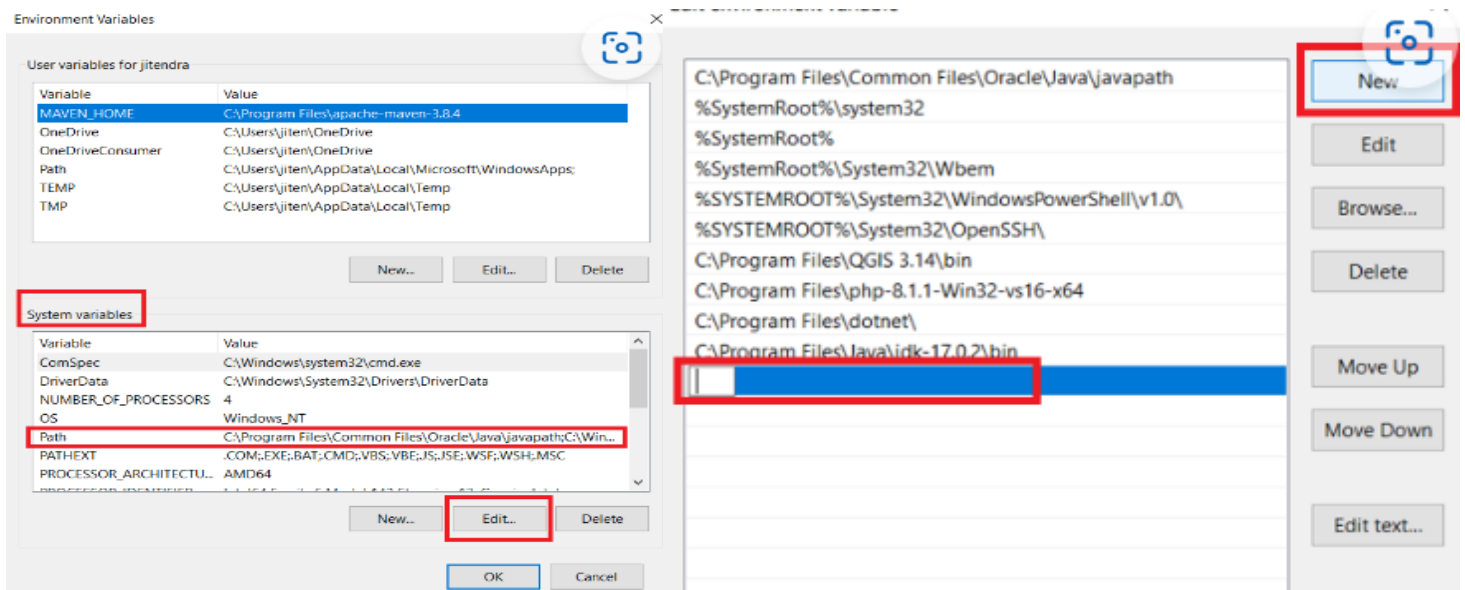 Environment Variables
User variables for jitendra
Variable Value
MAVEN_HOME C:\Program Files\apache-maven-3.8.4
OneDrive C:\Users\jiten\OneDrive
OneDriveConsumer C:\Users\jiten\OneDrive
Path C:\Users\jiten\AppData\Local\Microsoft\WindowsApps;
TEMP C:\Users\jiten\AppData\Local\Temp
TMP C:\Users\jiten\AppData\Local\Temp
New... Edit... Delete
System variables
Variable Value
ComSpec C:\Windows\system32\cmd.exe
DriverData C:\Windows\System32\Drivers\DriverData
NUMBER_OF_PROCESSORS 4
OS Windows_NT
Path C:\Program Files\Common Files\Oracle\Java\javapath;C:\Win...
PATHEXT .COM;.EXE;.BAT;.CMD;.VBS;.VBE;.JS;.JSE;.WSF;.WSH;.MSC
PROCESSOR_ARCHITECTU... AMD64
New... Edit... Delete
OK Cancel
C:\Program Files\Common Files\Oracle\Java\javapath
%SystemRoot%\system32
%SystemRoot%
%SystemRoot%\System32\Wbem
%SYSTEMROOT%\System32\WindowsPowerShell\v1.0\
%SYSTEMROOT%\System32\OpenSSH\
C:\Program Files\QGIS 3.14\bin
C:\Program Files\php-8.1.1-Win32-vs16-x64
C:\Program Files\dotnet\
C:\Program Files\Java\jdk-17.0.2\bin
New
Edit
Browse...
Delete
Move Up
Move Down
Edit text...